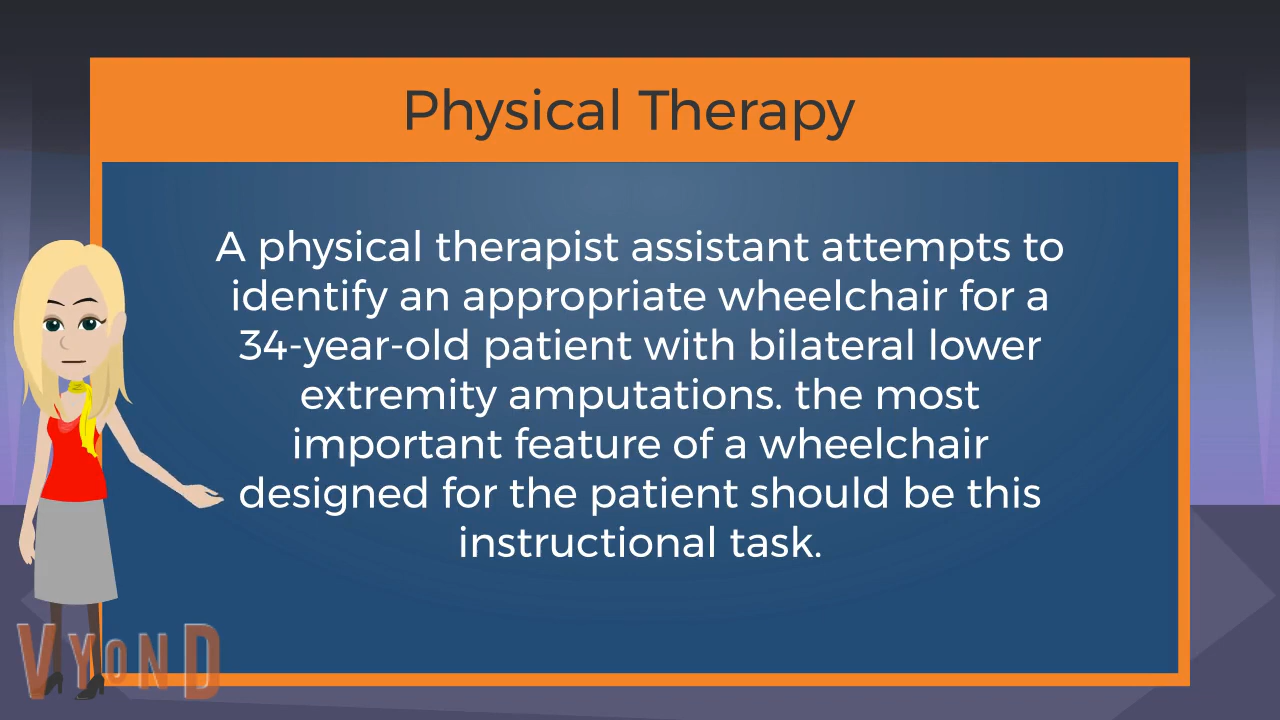 Physical Therapy
A physical therapist assistant attempts to
identify an appropriate wheelchair for a
34-year-old patient with bilateral lower
extremity amputations. the most
important feature of a wheelchair
designed for the patient should be this
instructional task.
VYOND